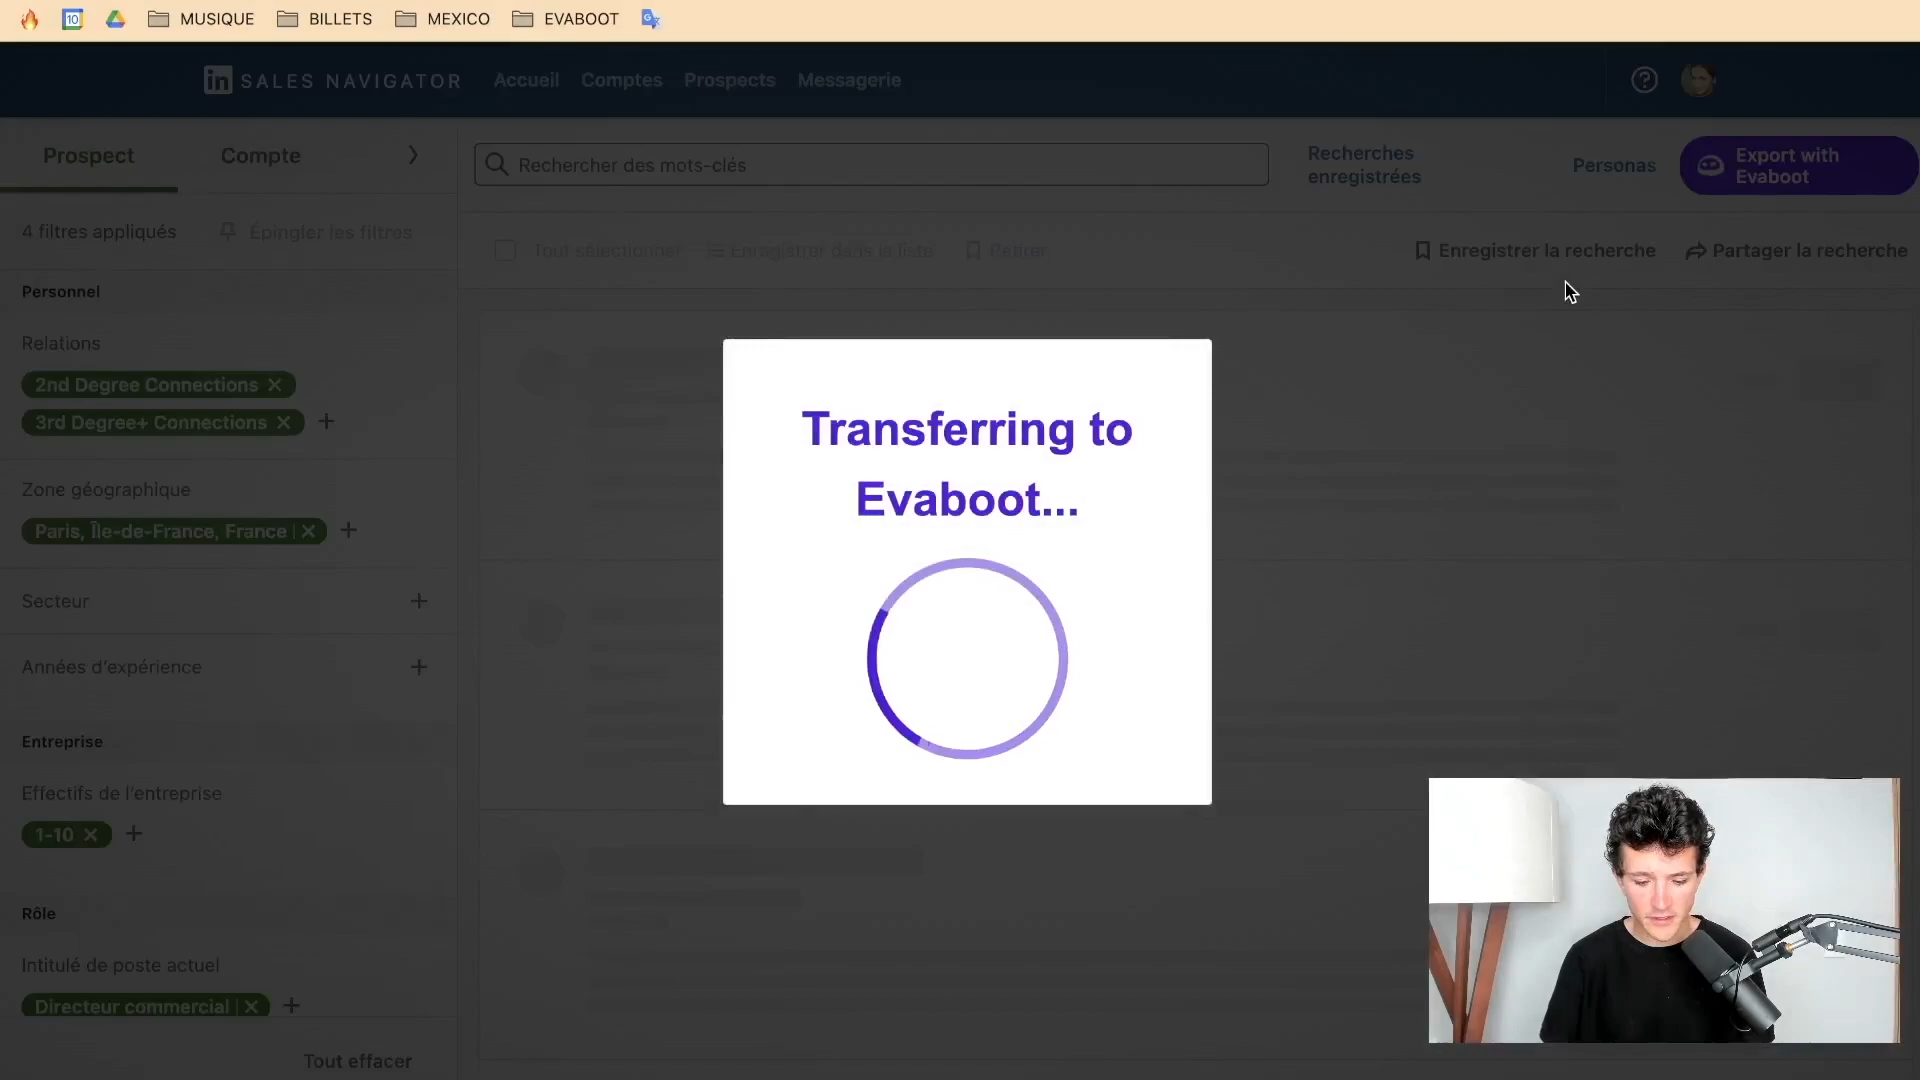 10
MUSIQUE
BILLETS
MEXICO
EVABOOT
in SALES NAVIGATOR
Accueil
Comptes
Prospects
Messagerie
Prospect
Compte
Rechercher des mots-clés
Recherches
enregistrées
Personas
Export with
Evaboot
4 filtres appliqués
Épingler les filtres
Tout sélectionner
Enregistrer dans la liste
Retirer
Enregistrer la recherche
Partager la recherche
Personnel
Relations
2nd Degree Connections
3rd Degree+ Connections
Zone géographique
Paris, Île-de-France, France
Secteur
Années d'expérience
Entreprise
Effectifs de l'entreprise
1-10
Rôle
Intitulé de poste actuel
Directeur commercial
Tout effacer
Transferring to
Evaboot...